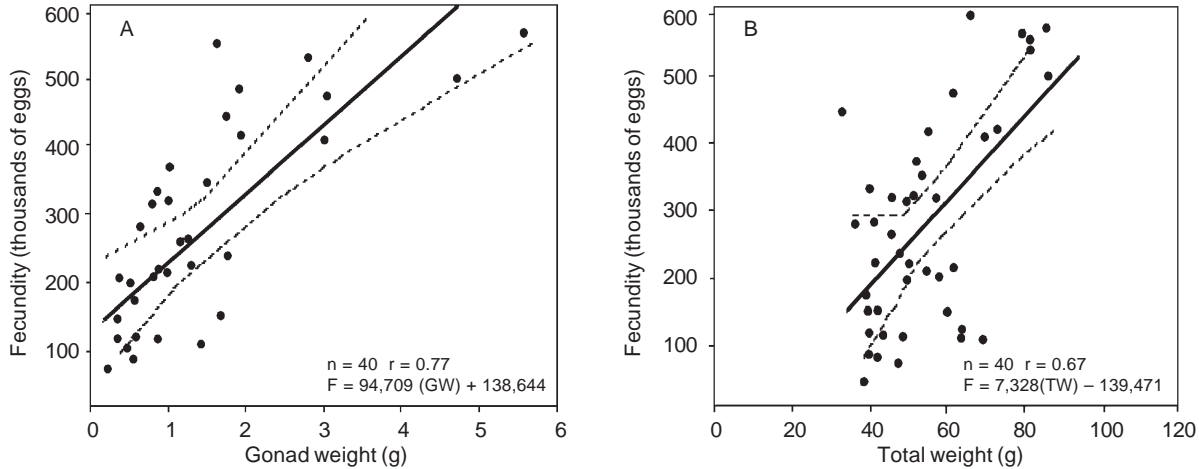 A
Fecundity (thousands of eggs)
600
500
400
300
200
100
n = 40 r = 0.77
F = 94,709 (GW) + 138,644
0 1 2 3 4 5 6
Gonad weight (g)
B
Fecundity (thousands of eggs)
600
500
400
300
200
100
n = 40 r = 0.67
F = 7,328(TW) – 139,471
0 20 40 60 80 100 120
Total weight (g)